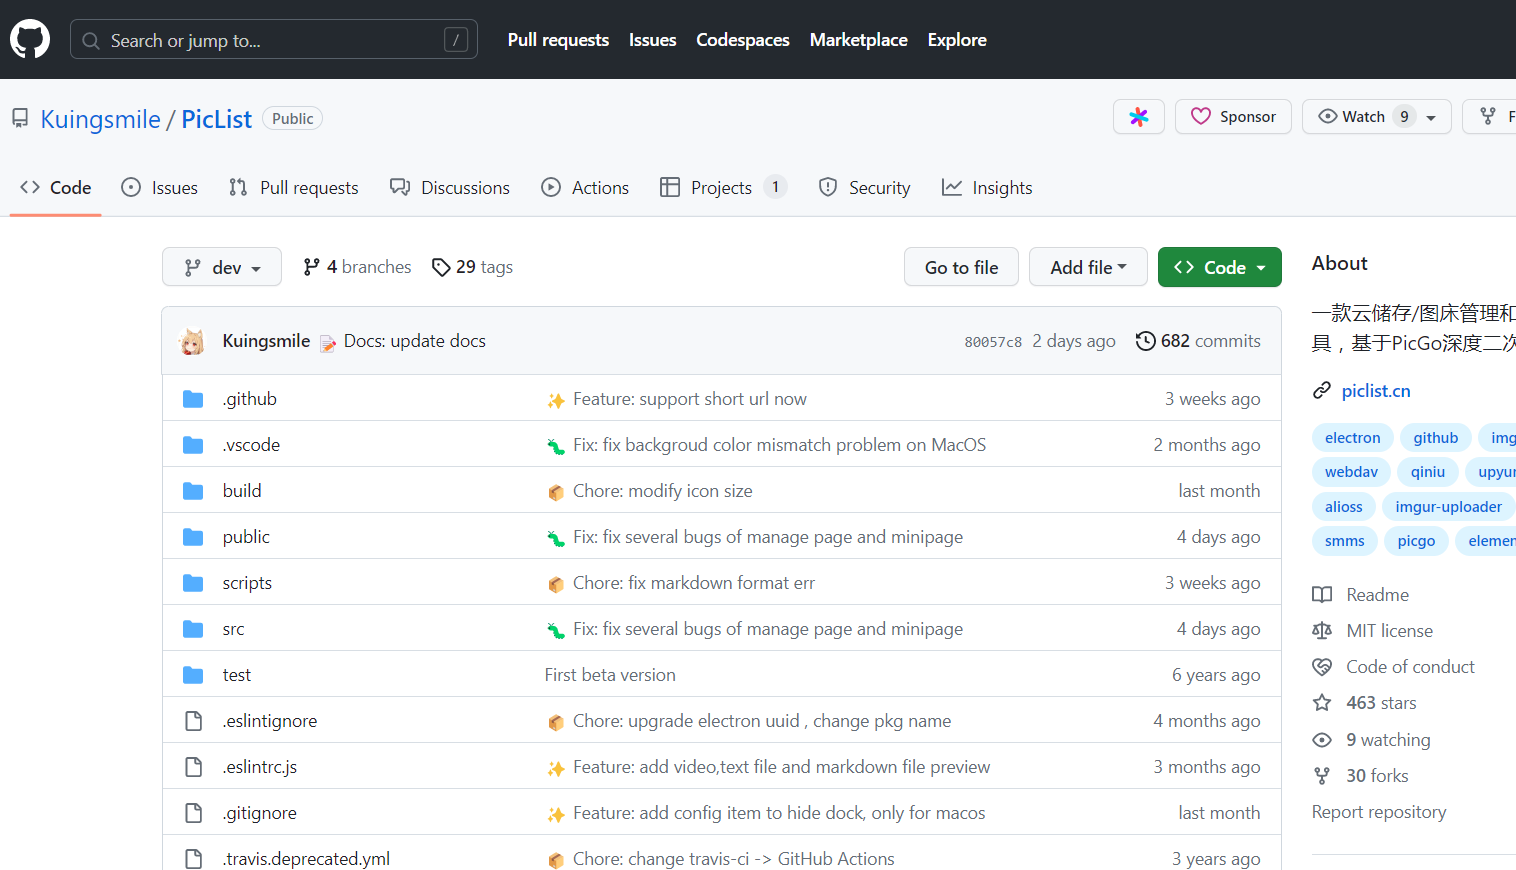 Search or jump to... / Pull requests Issues Codespaces Marketplace Explore
Kuingsmile / PicList Public Sponsor Watch 9 F
Code Issues Pull requests Discussions Actions Projects 1 Security Insights
dev 4 branches 29 tags Go to file Add file Code
Kuingsmile Docs: update docs 80057c8 2 days ago 682 commits
.github Feature: support short url now 3 weeks ago
.vscode Fix: fix backgroud color mismatch problem on MacOS 2 months ago
build Chore: modify icon size last month
public Fix: fix several bugs of manage page and minipage 4 days ago
scripts Chore: fix markdown format err 3 weeks ago
src Fix: fix several bugs of manage page and minipage 4 days ago
test First beta version 6 years ago
.eslintignore Chore: upgrade electron uuid , change pkg name 4 months ago
.eslintrc.js Feature: add video,text file and markdown file preview 3 months ago
.gitignore Feature: add config item to hide dock, only for macos last month
.travis.deprecated.yml Chore: change travis-ci -> GitHub Actions 3 years ago
About
一款云储存/图床管理和
具，基于PicGo深度二次
piclist.cn
electron github img
webdav qiniu upyun
alioss imgur-uploader
smms picgo elemen
Readme
MIT license
Code of conduct
463 stars
9 watching
30 forks
Report repository